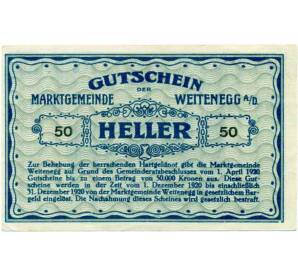 GUTSCHEIN
DER
MARKTGEMEINDE WEITENEGG A/D
50 HELLER 50
Zur Behebung der herrschenden Hartgeldnot gibt die Marktgemeinde
Weitenegg auf Grund des Gemeinderatsbeschlusses vom 1. April 1920
Gutscheine bis zu einem Betrag von 50.000 Kronen aus. Diese Gut-
scheine werden in der Zeit vom 1. Dezember 1920 bis einschließlich
31. Dezember 1920 von der Marktgemeinde Weitenegg in gesetzlichem Bar-
geld eingelöst. Die Nachahmung dieses Scheines wird gesetzlich bestraft.